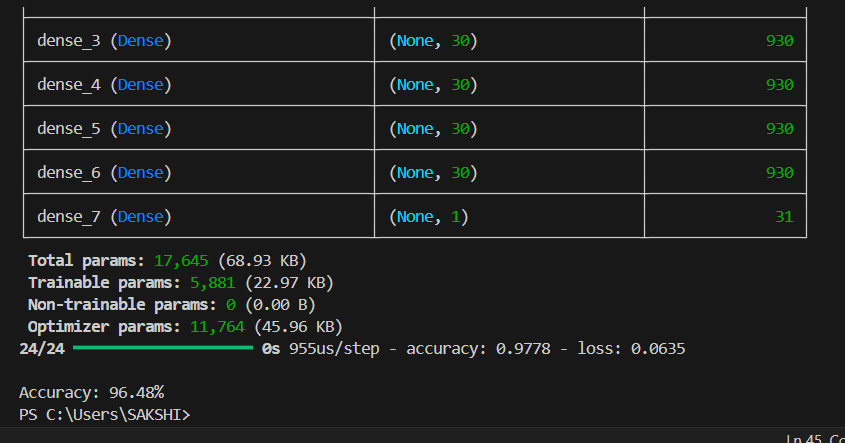 dense_3 (Dense) (None, 30) 930
dense_4 (Dense) (None, 30) 930
dense_5 (Dense) (None, 30) 930
dense_6 (Dense) (None, 30) 930
dense_7 (Dense) (None, 1) 31
Total params: 17,645 (68.93 KB)
Trainable params: 5,881 (22.97 KB)
Non-trainable params: 0 (0.00 B)
Optimizer params: 11,764 (45.96 KB)
24/24 0s 955us/step - accuracy: 0.9778 - loss: 0.0635
Accuracy: 96.48%
PS C:\Users\SAKSHI>
Ln 45, Co